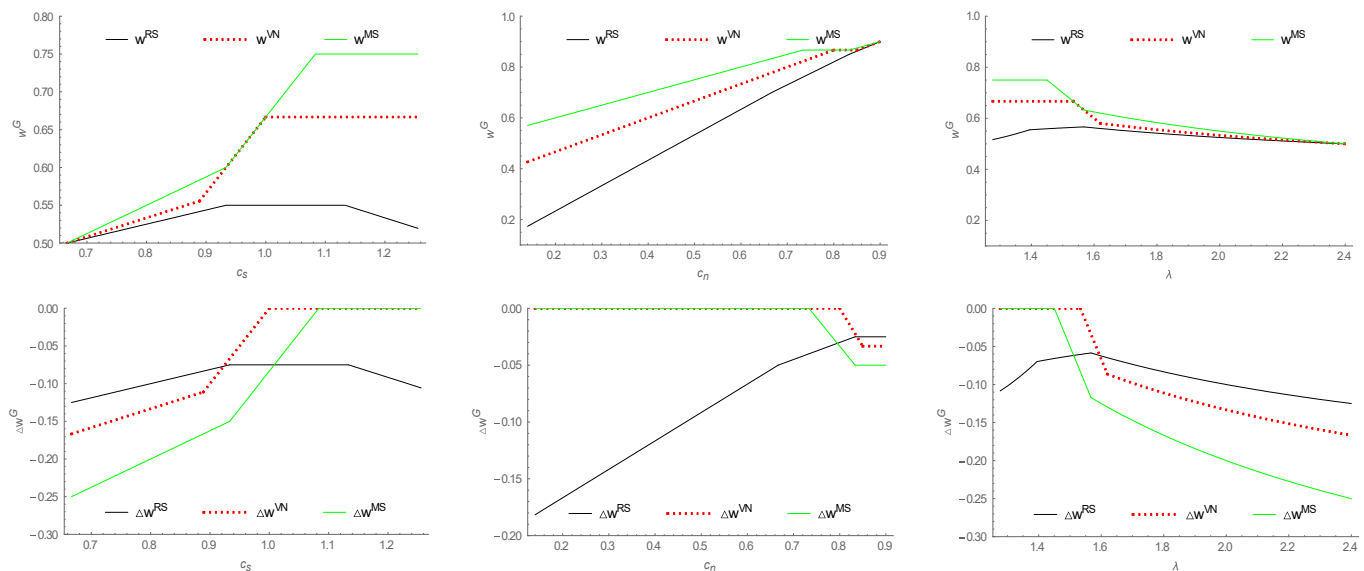 w^RS w^VN w^MS
w^G
0.80
0.75
0.70
0.65
0.60
0.55
0.50
0.7 0.8 0.9 1.0 1.1 1.2
c_s
w^RS w^VN w^MS
w^G
1.0
0.8
0.6
0.4
0.2
0.2 0.3 0.4 0.5 0.6 0.7 0.8 0.9
c_n
w^RS w^VN w^MS
w^G
1.0
0.8
0.6
0.4
0.2
1.4 1.6 1.8 2.0 2.2 2.4
λ
0.00
−0.05
−0.10
−0.15
−0.20
−0.25
−0.30
△w^G
△w^RS △w^VN △w^MS
0.7 0.8 0.9 1.0 1.1 1.2
c_s
0.00
−0.05
−0.10
−0.15
−0.20
△w^G
△w^RS △w^VN △w^MS
0.2 0.3 0.4 0.5 0.6 0.7 0.8 0.9
c_n
0.00
−0.05
−0.10
−0.15
−0.20
−0.25
−0.30
△w^G
△w^RS △w^VN △w^MS
1.4 1.6 1.8 2.0 2.2 2.4
λ